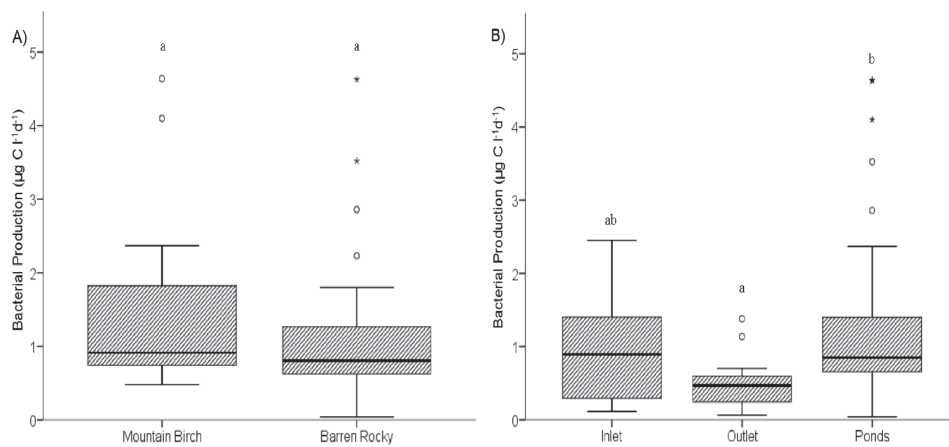 A)
Bacterial Production (µg C l⁻¹d⁻¹)
5
4
3
2
1
0
a
a
Mountain Birch
Barren Rocky
B)
Bacterial Production (µg C l⁻¹d⁻¹)
5
4
3
2
1
0
ab
a
b
Inlet
Outlet
Ponds